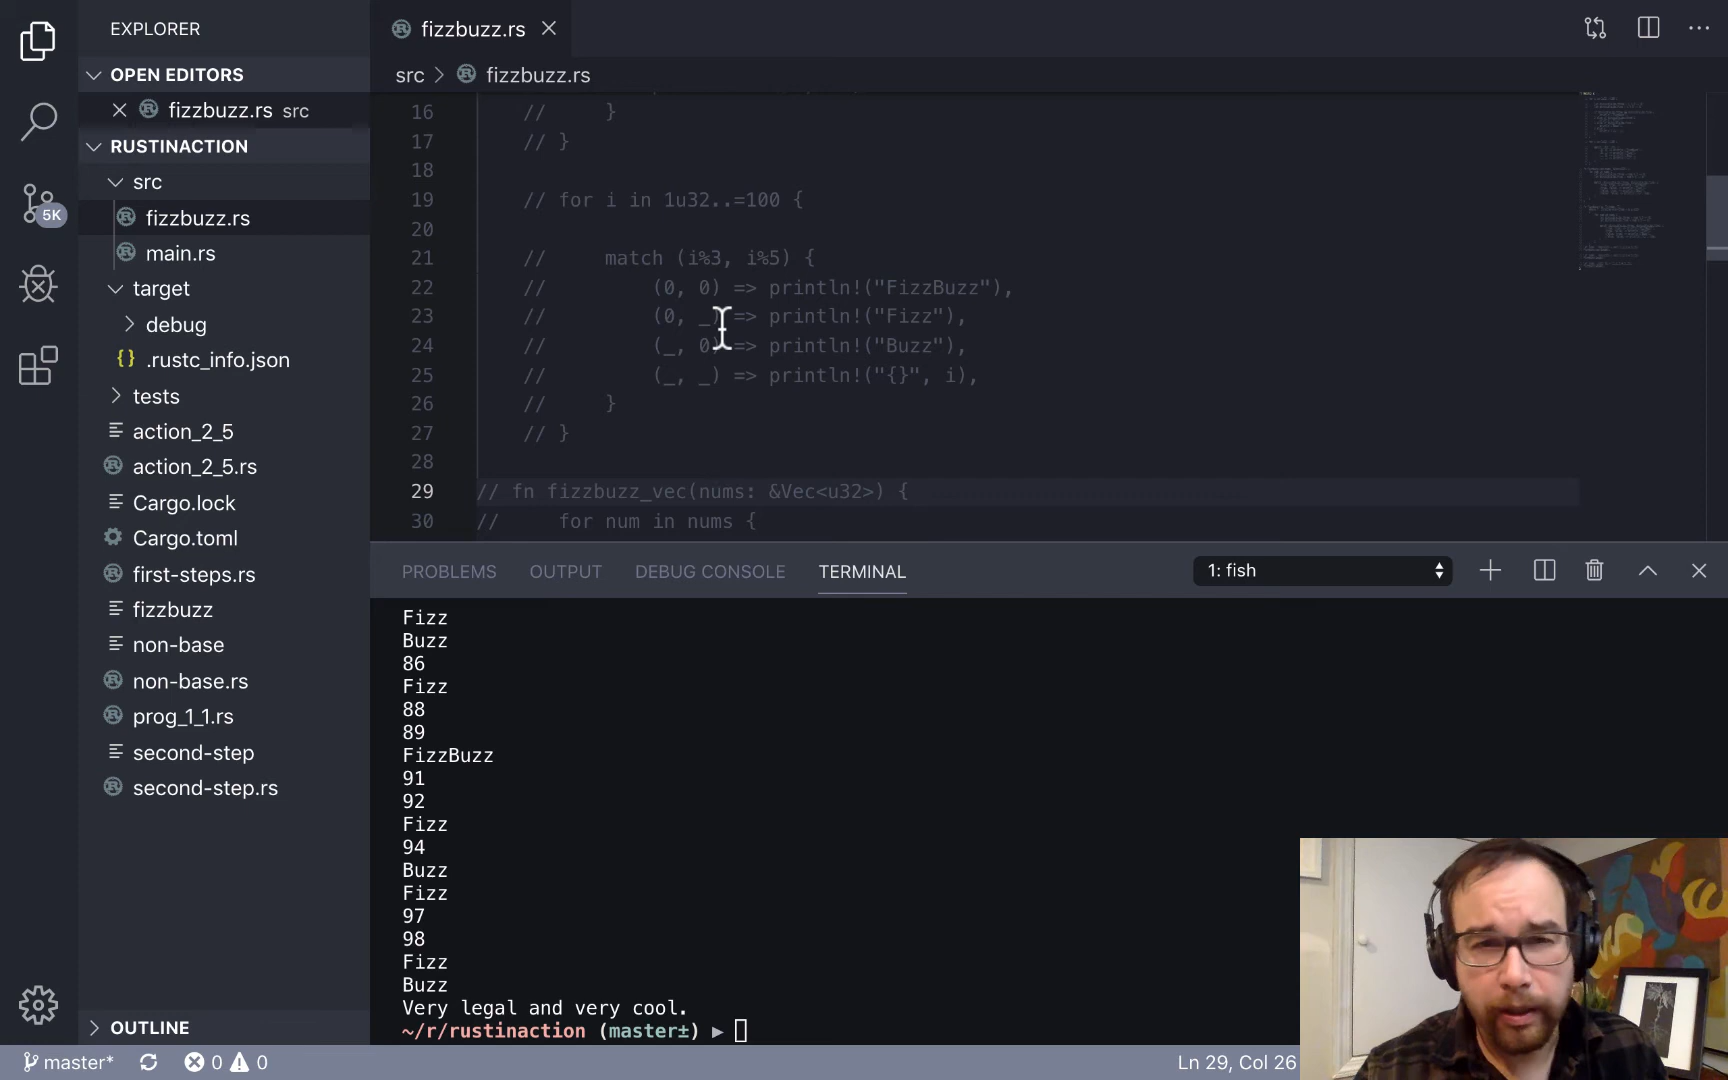 EXPLORER
OPEN EDITORS
fizzbuzz.rs src
RUSTINACTION
src
fizzbuzz.rs
main.rs
target
debug
{} .rustc_info.json
tests
action_2_5
action_2_5.rs
Cargo.lock
Cargo.toml
first-steps.rs
fizzbuzz
non-base
non-base.rs
prog_1_1.rs
second-step
second-step.rs
OUTLINE
5K
fizzbuzz.rs
src > fizzbuzz.rs
16 // }
17 // }
18
19 // for i in 1u32..=100 {
20
21 // match (i%3, i%5) {
22 // (0, 0) => println!("FizzBuzz"),
23 // (0, _) => println!("Fizz"),
24 // (_, 0) => println!("Buzz"),
25 // (_, _) => println!("{}", i),
26 // }
27 // }
28
29 // fn fizzbuzz_vec(nums: &Vec<u32>) {
30 // for num in nums {
PROBLEMS OUTPUT DEBUG CONSOLE TERMINAL 1: fish
Fizz
Buzz
86
Fizz
88
89
FizzBuzz
91
92
Fizz
94
Buzz
Fizz
97
98
Fizz
Buzz
Very legal and very cool.
~/r/rustinaction (master±) ▶
master* 0 0 Ln 29, Col 26